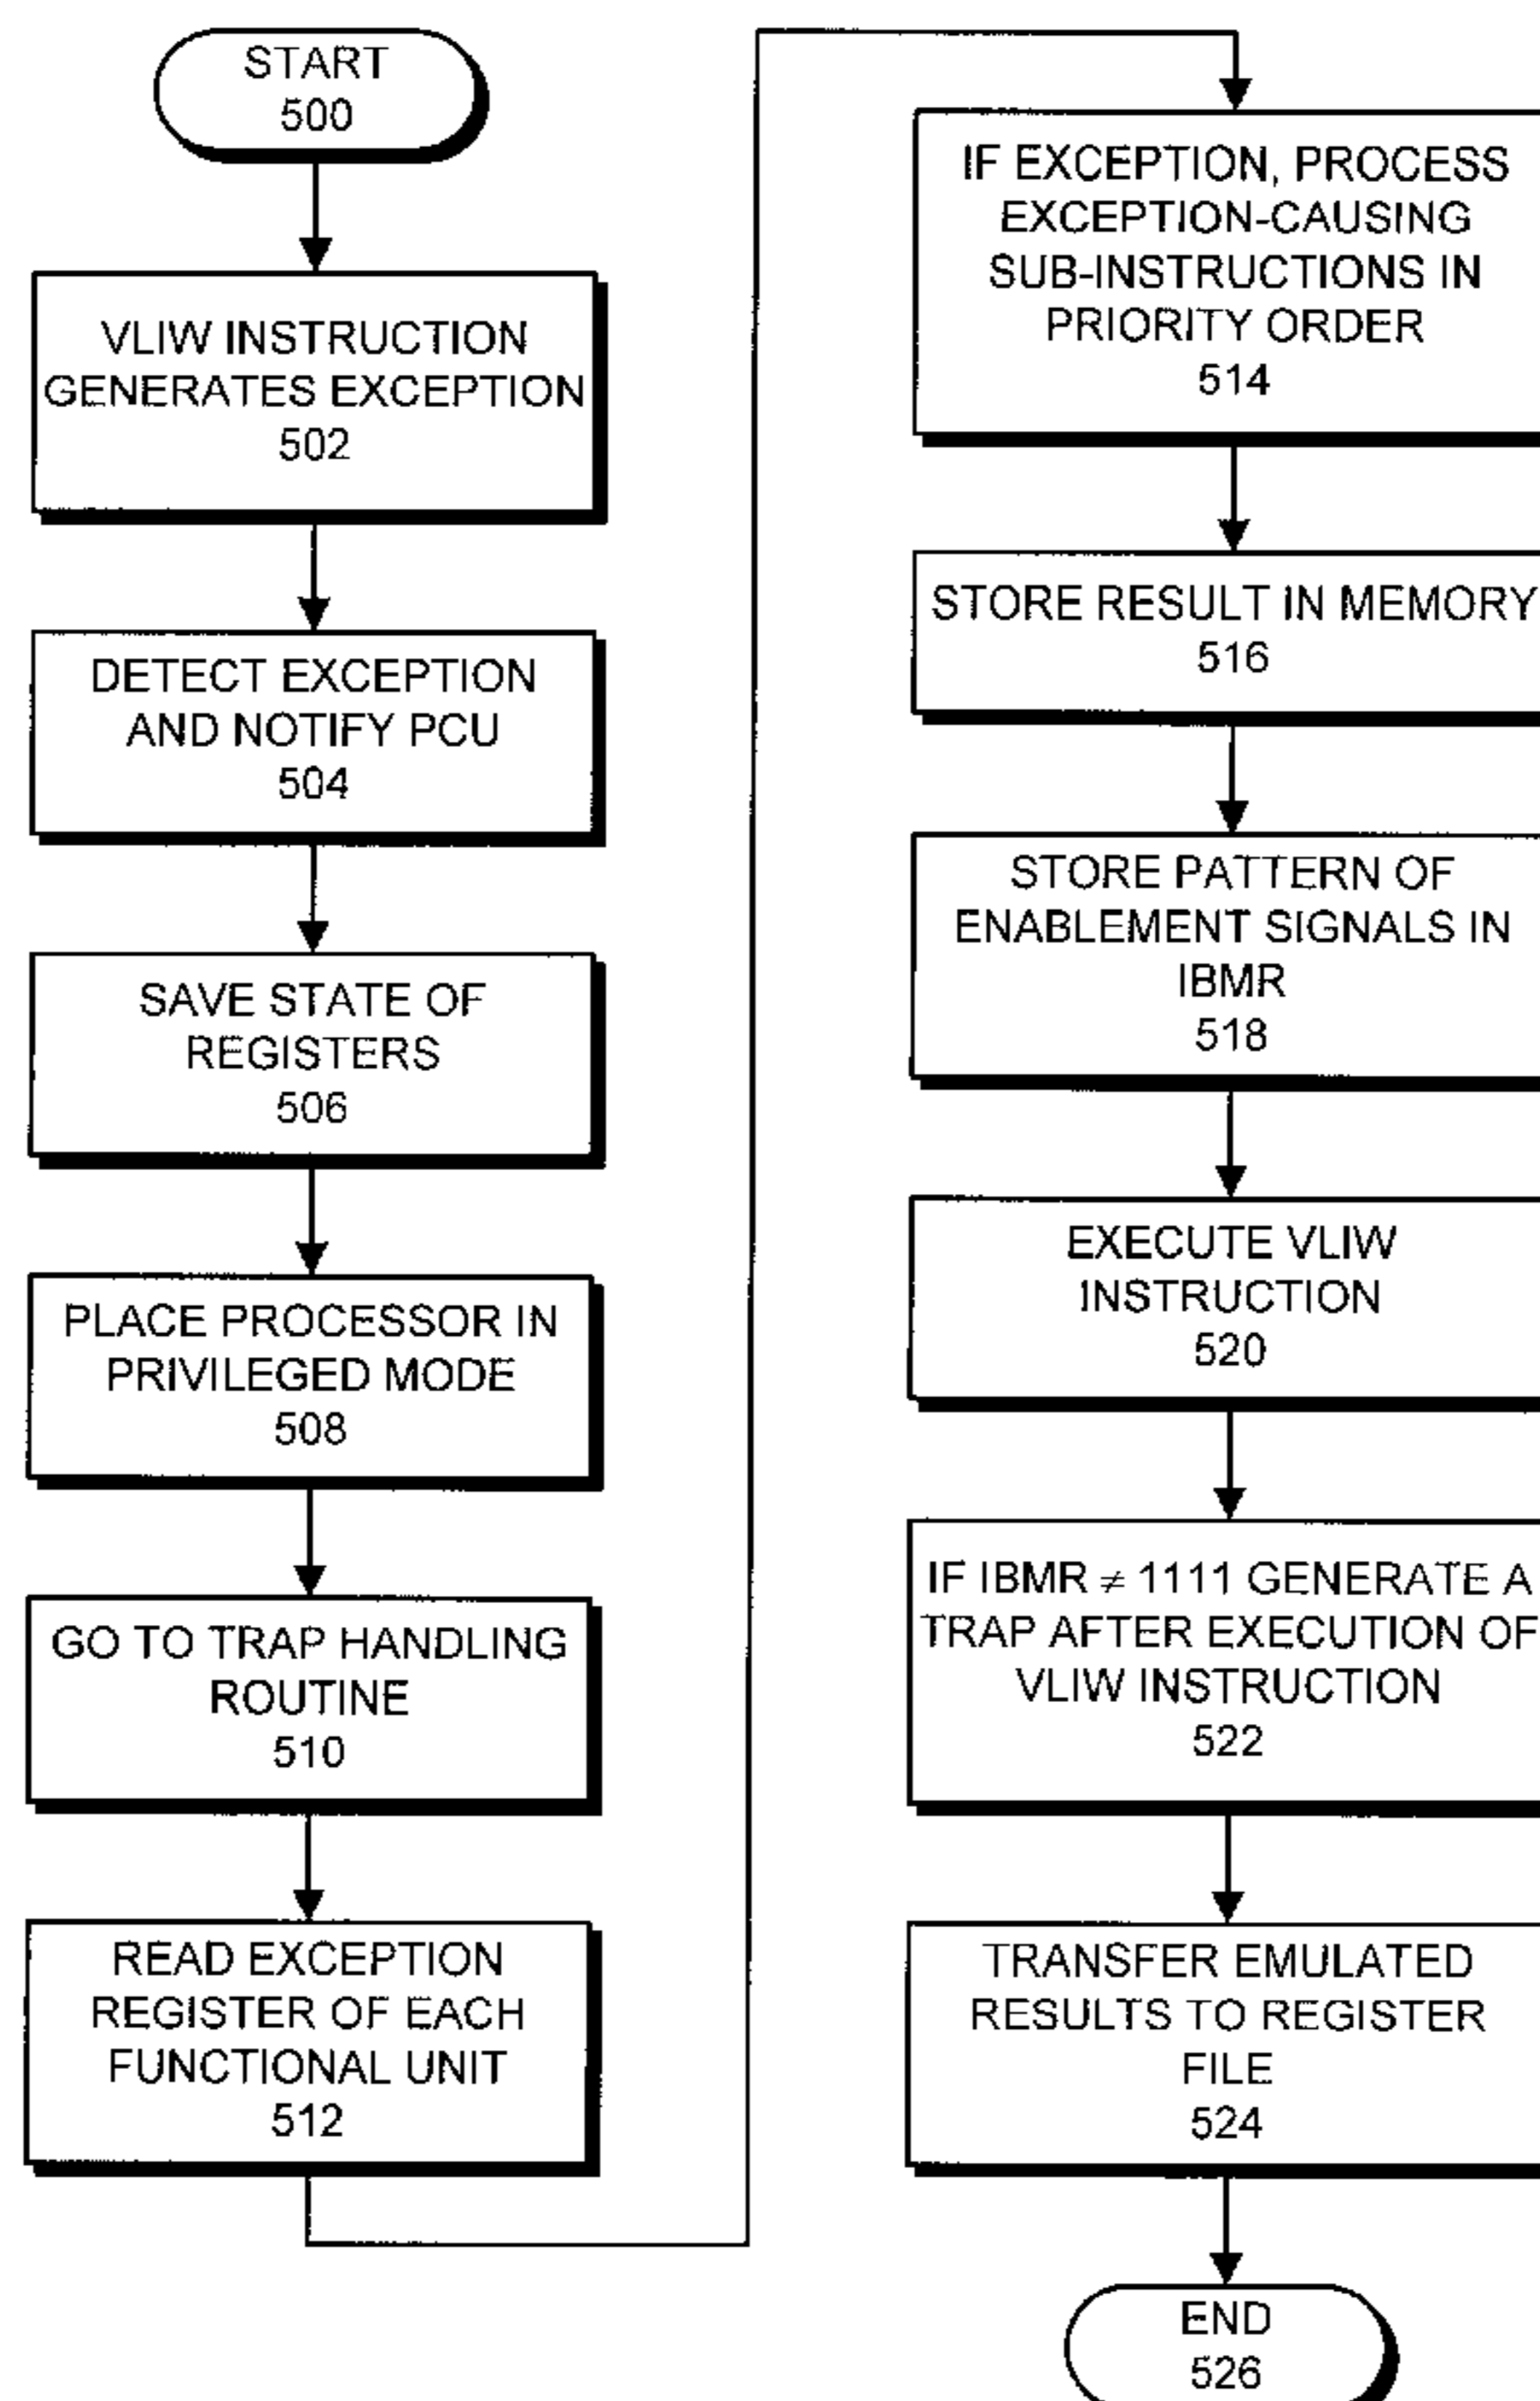 START
500
VLIW INSTRUCTION
GENERATES EXCEPTION
502
DETECT EXCEPTION
AND NOTIFY PCU
504
SAVE STATE OF
REGISTERS
506
PLACE PROCESSOR IN
PRIVILEGED MODE
508
GO TO TRAP HANDLING
ROUTINE
510
READ EXCEPTION
REGISTER OF EACH
FUNCTIONAL UNIT
512
IF EXCEPTION, PROCESS
EXCEPTION-CAUSING
SUB-INSTRUCTIONS IN
PRIORITY ORDER
514
STORE RESULT IN MEMORY
516
STORE PATTERN OF
ENABLEMENT SIGNALS IN
IBMR
518
EXECUTE VLIW
INSTRUCTION
520
IF IBMR ≠ 1111 GENERATE A
TRAP AFTER EXECUTION OF
VLIW INSTRUCTION
522
TRANSFER EMULATED
RESULTS TO REGISTER
FILE
524
END
526